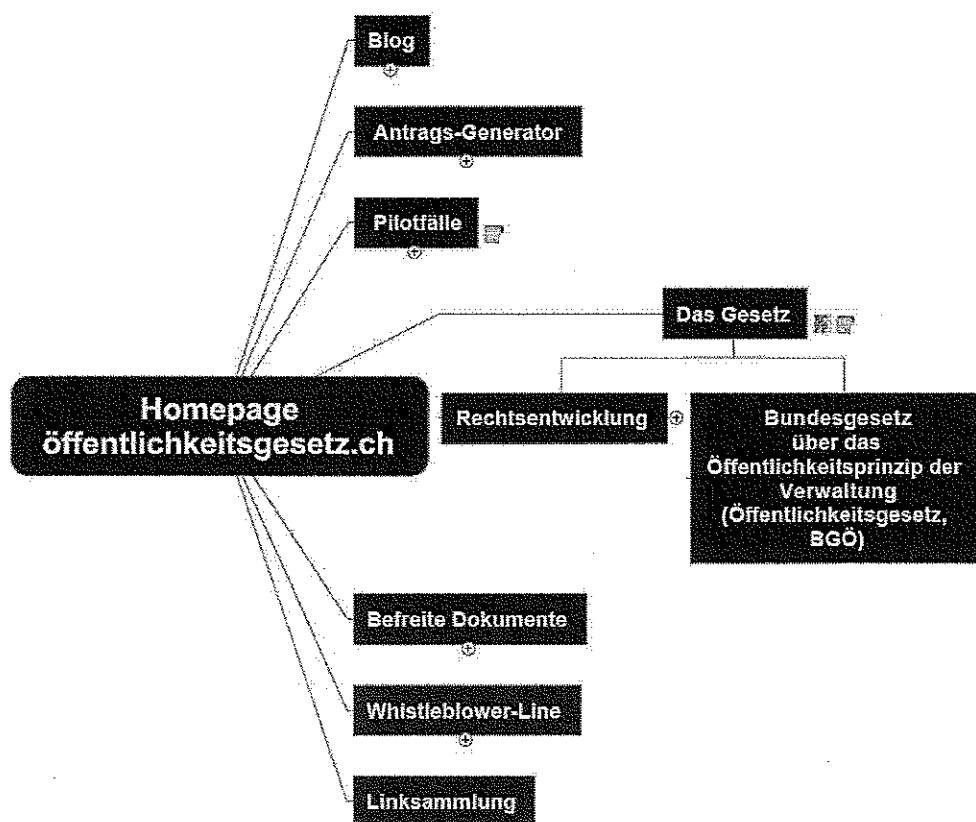 Blog
Antrags-Generator
Pilotfälle
Das Gesetz
Homepage
öffentlichkeitsgesetz.ch
Rechtsentwicklung
Bundesgesetz
über das
Öffentlichkeitsprinzip der
Verwaltung
(Öffentlichkeitsgesetz,
BGÖ)
Befreite Dokumente
Whistleblower-Line
Linksammlung